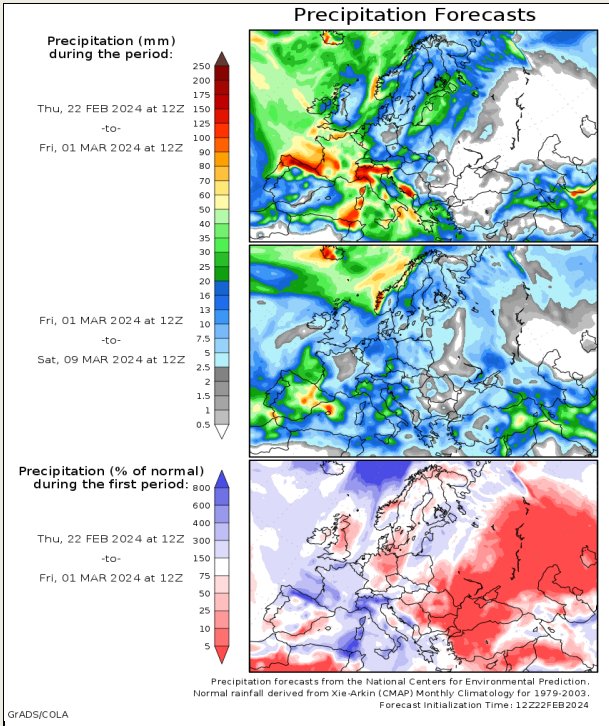 Precipitation Forecasts
Precipitation (mm)
during the period:
Thu, 22 FEB 2024 at 12Z
-to-
Fri, 01 MAR 2024 at 12Z
250
200
175
150
125
100
90
80
70
60
50
40
35
30
25
20
16
13
10
7.5
5
2.5
2
1.5
1
0.5
Fri, 01 MAR 2024 at 12Z
-to-
Sat, 09 MAR 2024 at 12Z
Precipitation (% of normal)
during the first period:
Thu, 22 FEB 2024 at 12Z
-to-
Fri, 01 MAR 2024 at 12Z
800
600
400
300
150
75
50
25
10
5
Precipitation forecasts from the National Centers for Environmental Prediction.
Normal rainfall derived from Xie-Arkin (CMAP) Monthly Climatology for 1979-2003.
Forecast Initialization Time: 12Z22FEB2024
GrADS/COLA